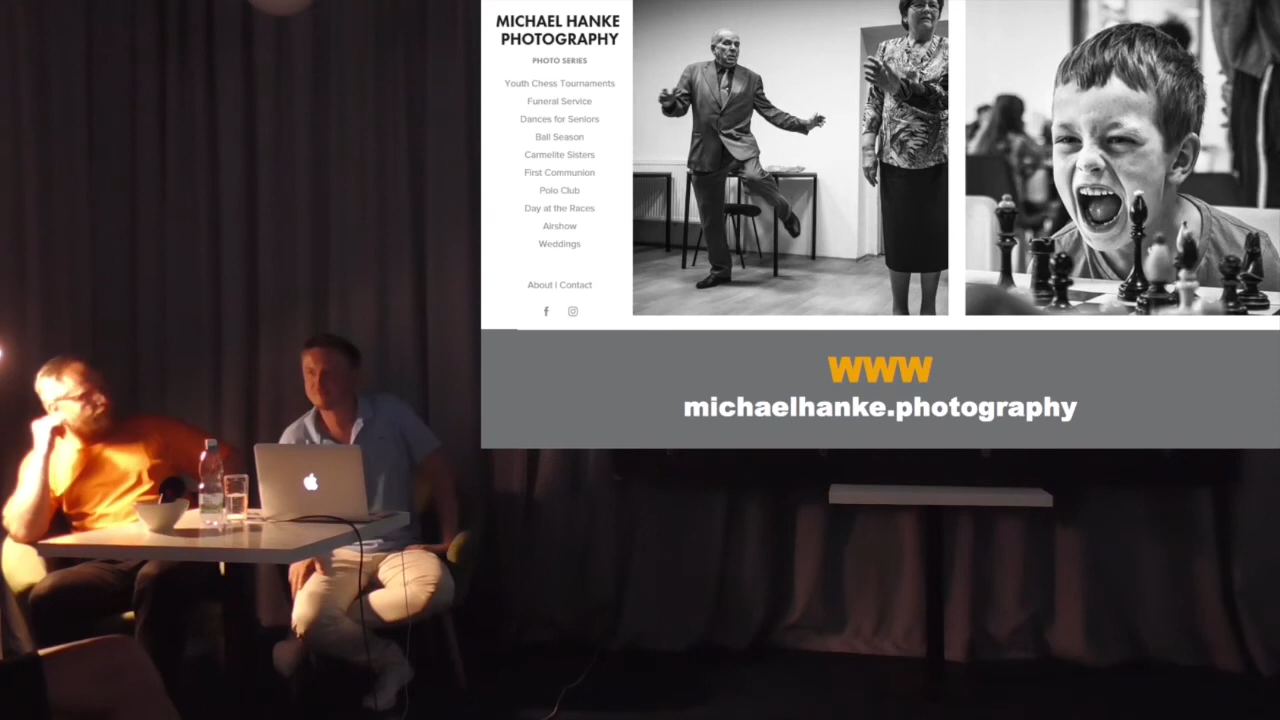 MICHAEL HANKE
PHOTOGRAPHY
PHOTO SERIES
Youth Chess Tournaments
Funeral Service
Dances for Seniors
Ball Season
Carmelite Sisters
First Communion
Polo Club
Day at the Races
Airshow
Weddings
About | Contact
www
michaelhanke.photography